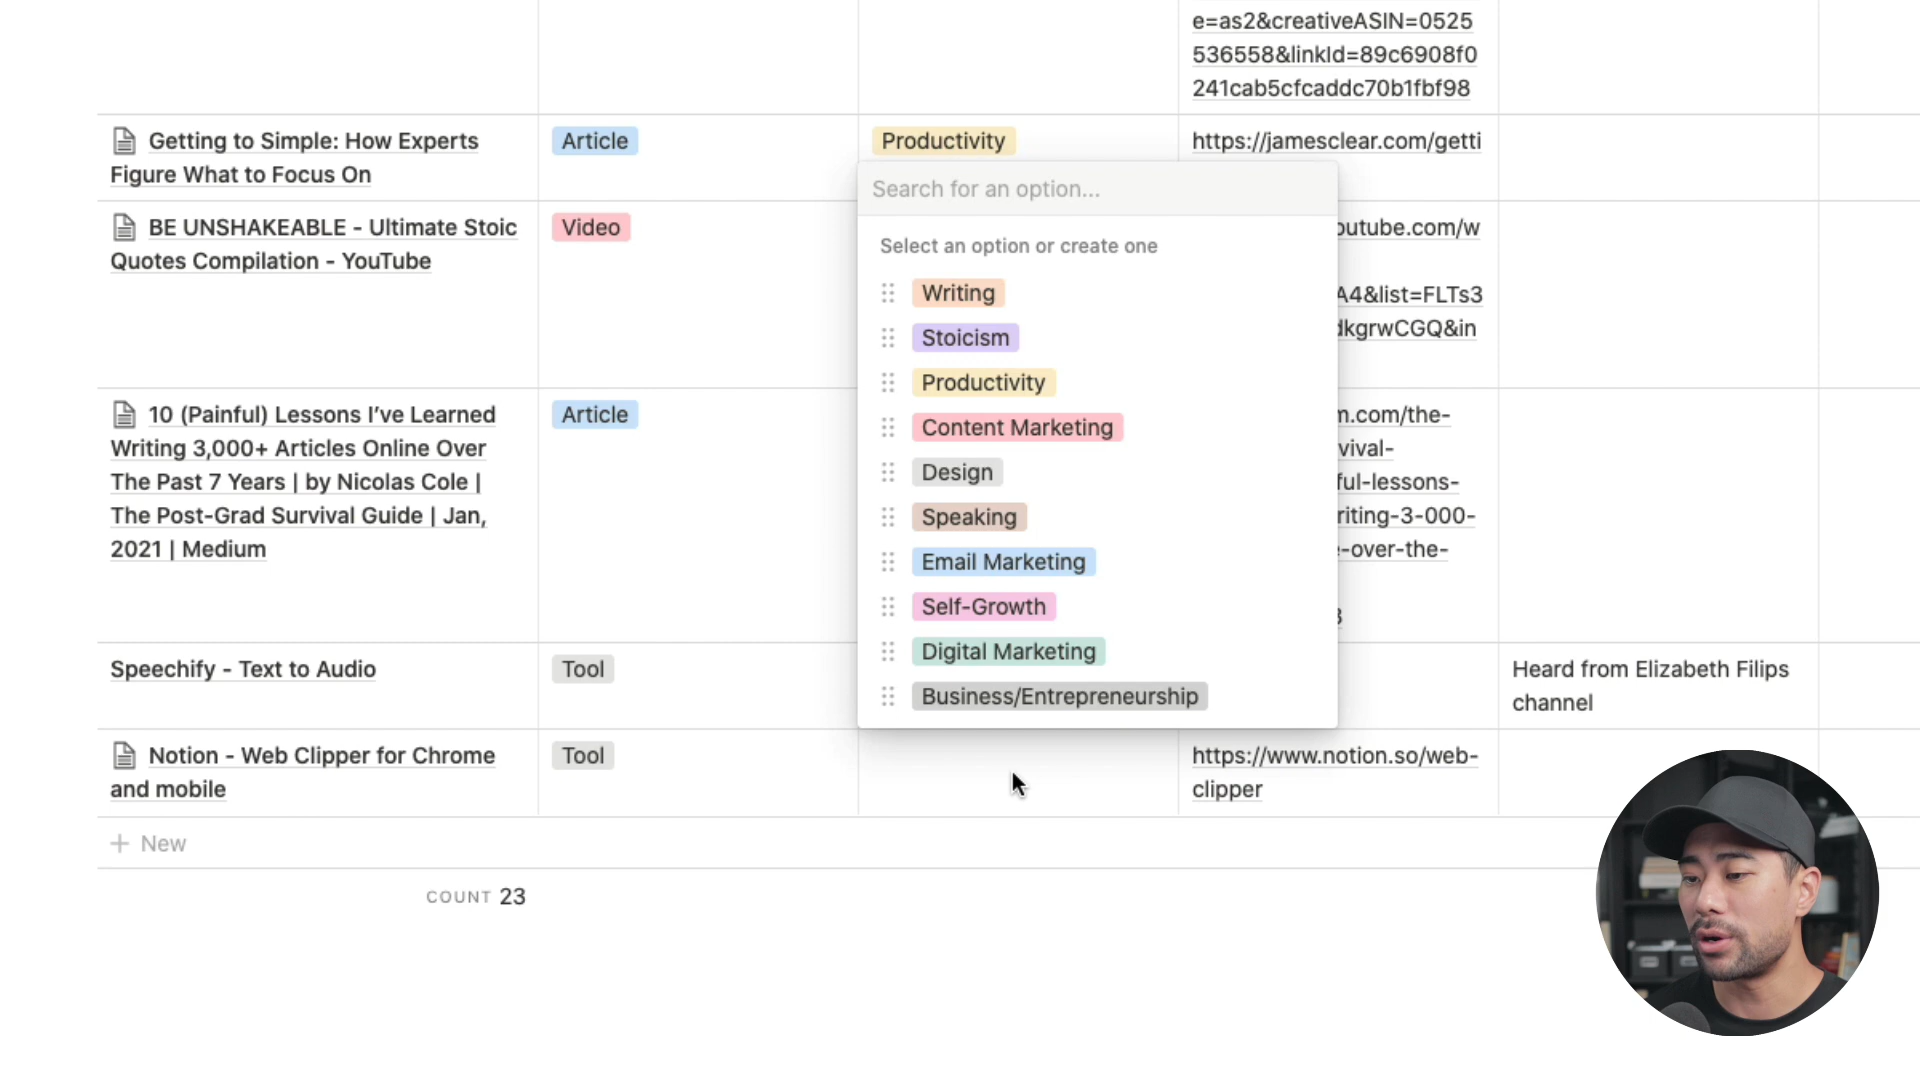 e=as2&creativeASIN=0525
536558&linkId=89c6908f0
241cab5cfcaddc70b1fbf98
Getting to Simple: How Experts
Figure What to Focus On
Article
Productivity
https://jamesclear.com/getti
BE UNSHAKEABLE - Ultimate Stoic
Quotes Compilation - YouTube
Video
outube.com/w
A4&list=FLTs3
dkgrwCGQ&in
10 (Painful) Lessons I’ve Learned
Writing 3,000+ Articles Online Over
The Past 7 Years | by Nicolas Cole |
The Post-Grad Survival Guide | Jan,
2021 | Medium
Article
m.com/the-
vival-
ful-lessons-
riting-3-000-
-over-the-
Search for an option...
Select an option or create one
Writing
Stoicism
Productivity
Content Marketing
Design
Speaking
Email Marketing
Self-Growth
Digital Marketing
Business/Entrepreneurship
Speechify - Text to Audio
Tool
Heard from Elizabeth Filips
channel
Notion - Web Clipper for Chrome
and mobile
Tool
https://www.notion.so/web-
clipper
+ New
COUNT 23